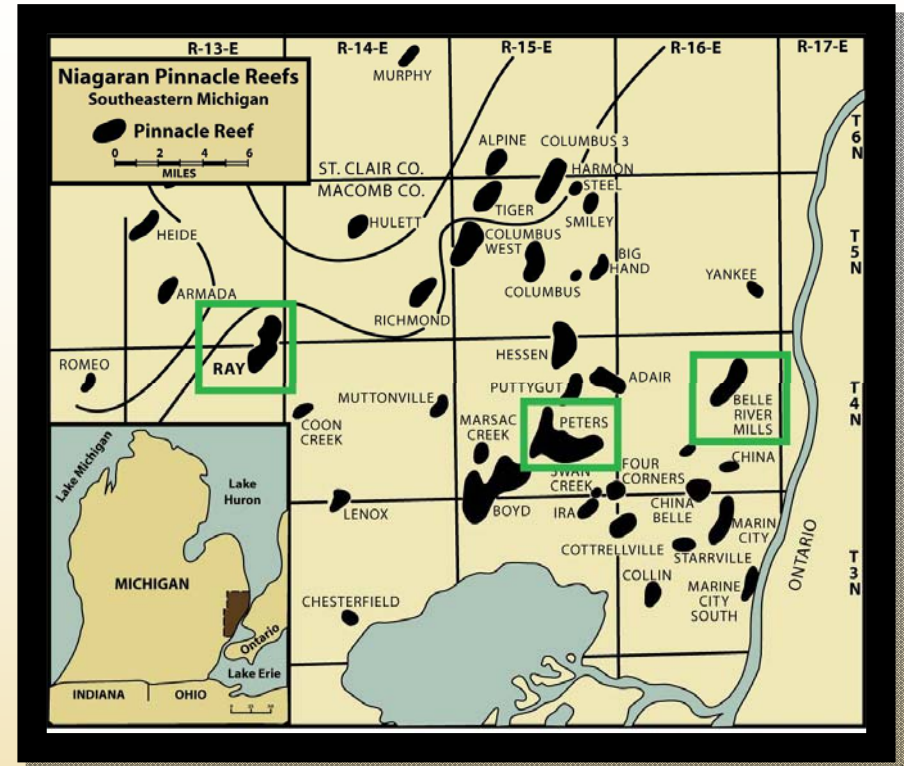 R-13-E
R-14-E
R-15-E
R-16-E
R-17-E
Niagaran Pinnacle Reefs
Southeastern Michigan
Pinnacle Reef
0 2 4 6
MILES
MURPHY
T
6
N
ALPINE
COLUMBUS 3
ST. CLAIR CO.
MACOMB CO.
HARMON
STEEL
TIGER
SMILEY
HULETT
HEIDE
COLUMBUS
WEST
T
5
N
BIG
HAND
YANKEE
COLUMBUS
ARMADA
RICHMOND
HESSEN
RAY
ROMEO
ADAIR
PUTTYGUT
MUTTONVILLE
BELLE
RIVER
MILLS
T
4
N
COON
CREEK
MARSAC
CREEK
PETERS
CHINA
SWAN
CREEK
FOUR
CORNERS
LENOX
BOYD
IRA
CHINA
BELLE
MARIN
CITY
COTTRELLVILLE
STARRVILLE
ONTARIO
T
3
N
COLLIN
MARINE
CITY
SOUTH
CHESTERFIELD
Lake Michigan
Lake
Huron
MICHIGAN
Ontario
Lake Erie
INDIANA
OHIO